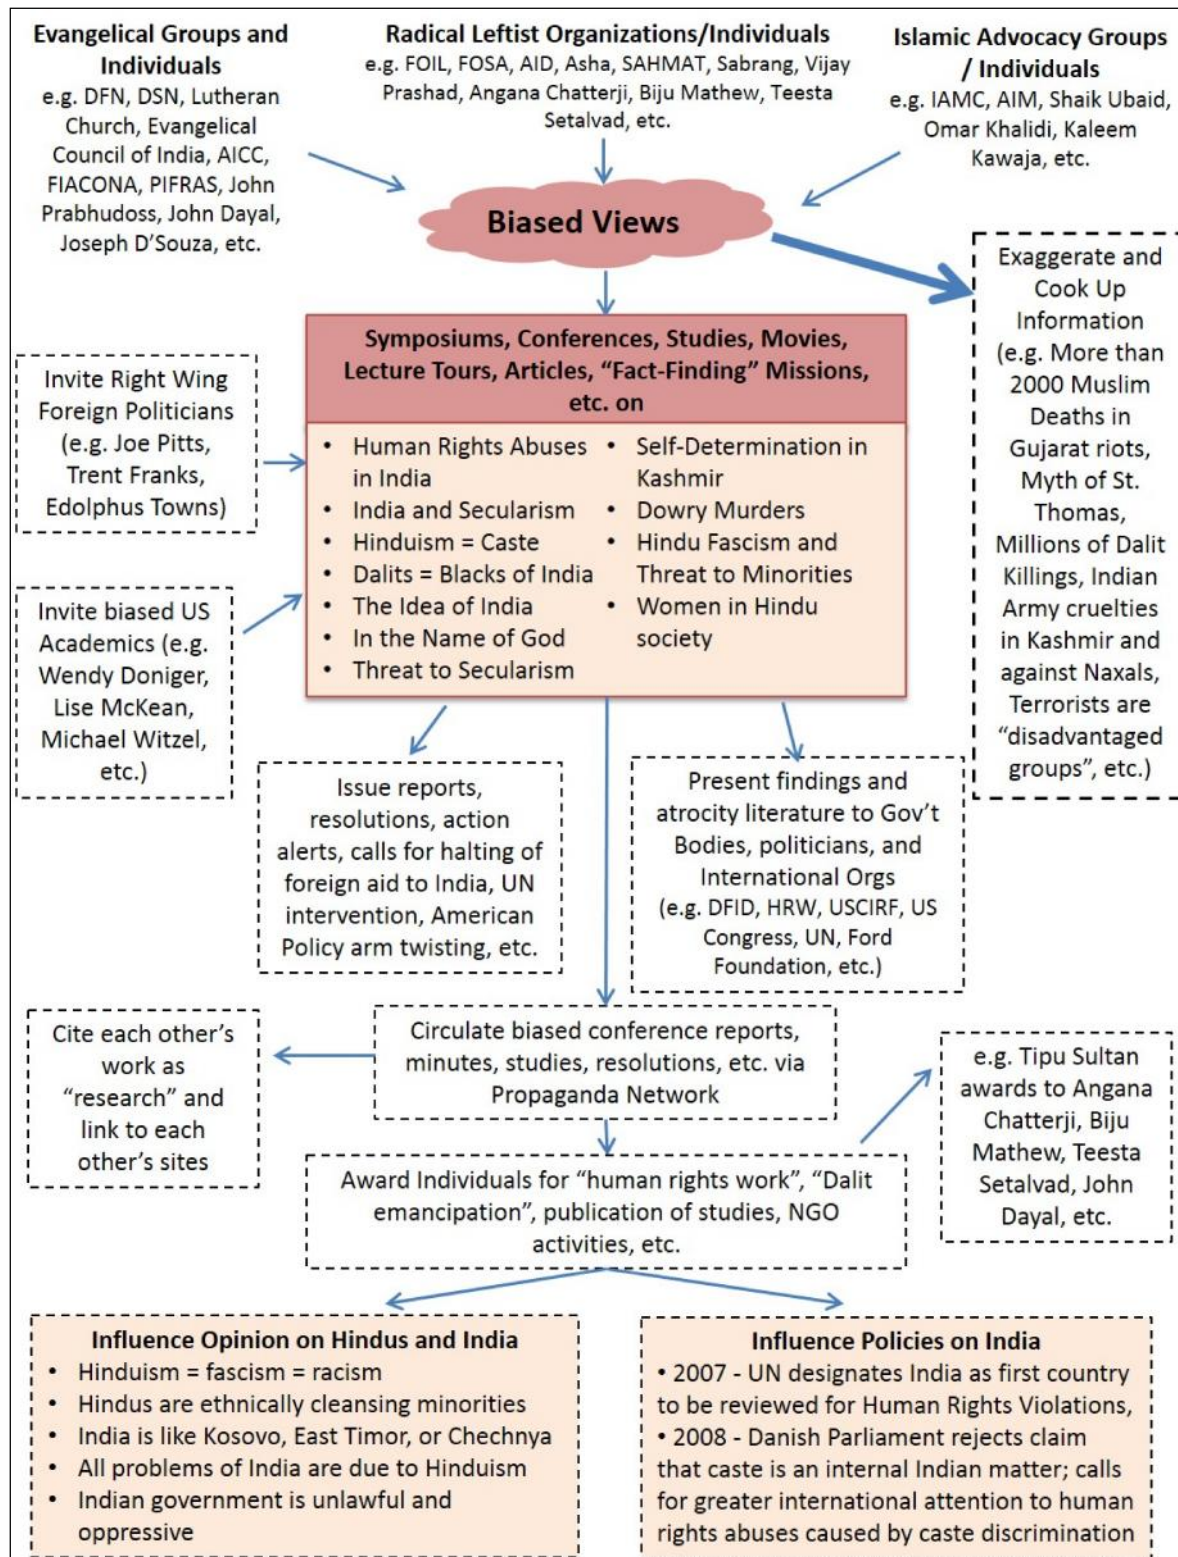 Evangelical Groups and
Individuals
e.g. DFN, DSN, Lutheran
Church, Evangelical
Council of India, AICC,
FIACONA, PIFRAS, John
Prabhudoss, John Dayal,
Joseph D’Souza, etc.
Radical Leftist Organizations/Individuals
e.g. FOIL, FOSA, AID, Asha, SAHMAT, Sabrang, Vijay
Prashad, Angana Chatterji, Biju Mathew, Teesta
Setalvad, etc.
Islamic Advocacy Groups
/ Individuals
e.g. IAMC, AIM, Shaik Ubaid,
Omar Khalidi, Kaleem
Kawaja, etc.
Biased Views
Exaggerate and
Cook Up
Information
(e.g. More than
2000 Muslim
Deaths in
Gujarat riots,
Myth of St.
Thomas,
Millions of Dalit
Killings, Indian
Army cruelties
in Kashmir and
against Naxals,
Terrorists are
“disadvantaged
groups”, etc.)
Symposiums, Conferences, Studies, Movies,
Lecture Tours, Articles, “Fact-Finding” Missions,
etc. on
• Human Rights Abuses
in India
• India and Secularism
• Hinduism = Caste
• Dalits = Blacks of India
• The Idea of India
• In the Name of God
• Threat to Secularism
• Self-Determination in
Kashmir
• Dowry Murders
• Hindu Fascism and
Threat to Minorities
• Women in Hindu
society
Invite Right Wing
Foreign Politicians
(e.g. Joe Pitts,
Trent Franks,
Edolphus Towns)
Invite biased US
Academics (e.g.
Wendy Doniger,
Lise McKean,
Michael Witzel,
etc.)
Issue reports,
resolutions, action
alerts, calls for halting of
foreign aid to India, UN
intervention, American
Policy arm twisting, etc.
Present findings and
atrocity literature to Gov’t
Bodies, politicians, and
International Orgs
(e.g. DFID, HRW, USCIRF, US
Congress, UN, Ford
Foundation, etc.)
Circulate biased conference reports,
minutes, studies, resolutions, etc. via
Propaganda Network
Cite each other’s
work as
“research” and
link to each
other’s sites
e.g. Tipu Sultan
awards to Angana
Chatterji, Biju
Mathew, Teesta
Setalvad, John
Dayal, etc.
Award Individuals for “human rights work”, “Dalit
emancipation”, publication of studies, NGO
activities, etc.
Influence Opinion on Hindus and India
• Hinduism = fascism = racism
• Hindus are ethnically cleansing minorities
• India is like Kosovo, East Timor, or Chechnya
• All problems of India are due to Hinduism
• Indian government is unlawful and
oppressive
Influence Policies on India
• 2007 - UN designates India as first country
to be reviewed for Human Rights Violations,
• 2008 - Danish Parliament rejects claim
that caste is an internal Indian matter; calls
for greater international attention to human
rights abuses caused by caste discrimination